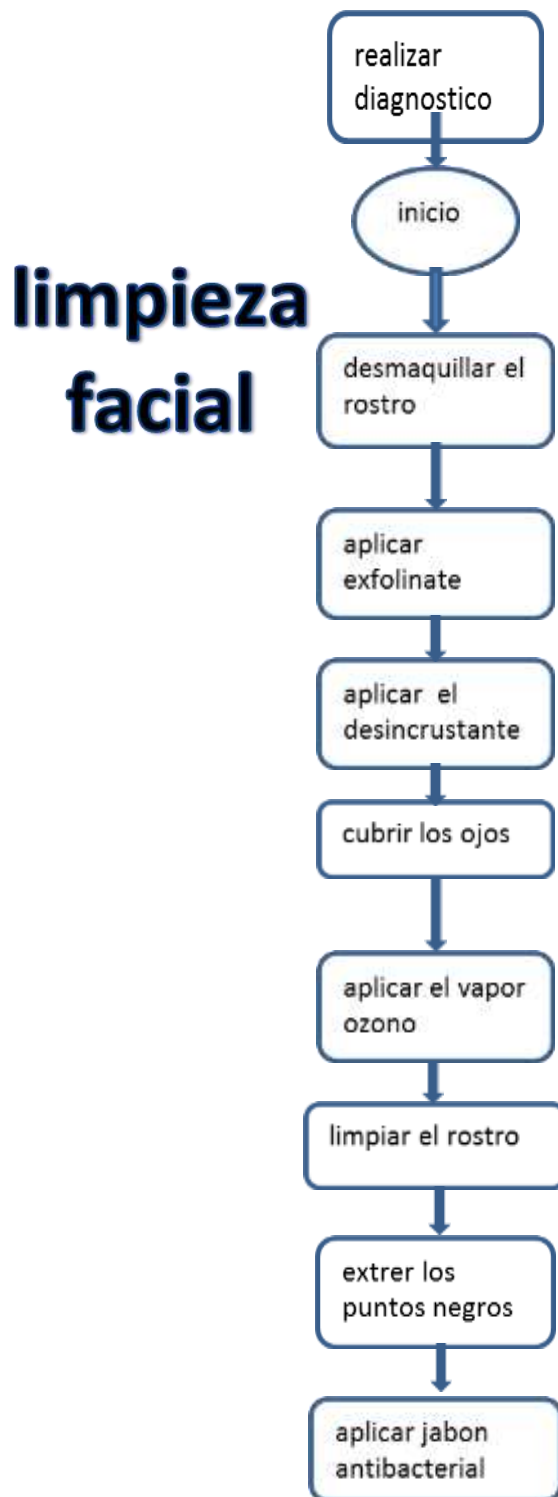 realizar
diagnostico
inicio
limpieza
facial
desmaquillar el
rostro
aplicar
exfolinate
aplicar el
desincrustante
cubrir los ojos
aplicar el vapor
ozono
limpiar el rostro
extrer los
puntos negros
aplicar jabon
antibacterial